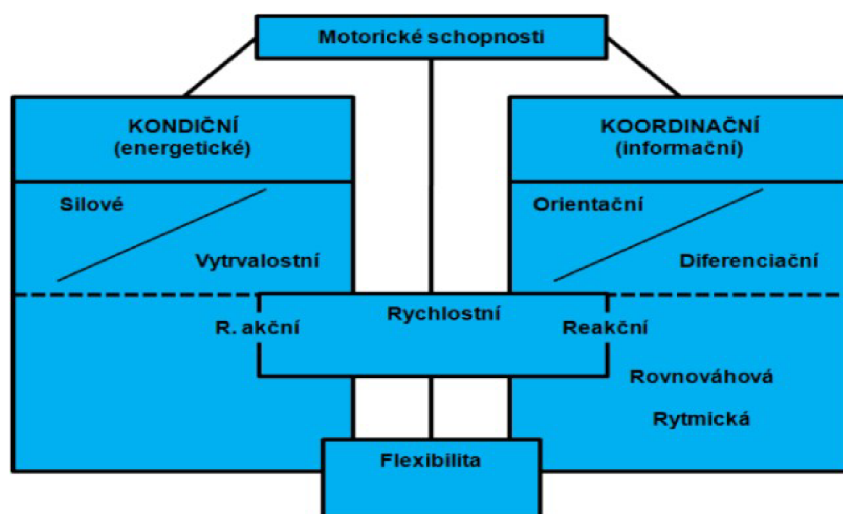 Motorické schopnosti
KONDIČNÍ
(energetické)
KOORDINAČNÍ
(informační)
Silové
Vytrvalostní
Orientační
Diferenciační
Rychlostní
R. akční
Reakční
Rovnováhová
Rytmická
Flexibilita